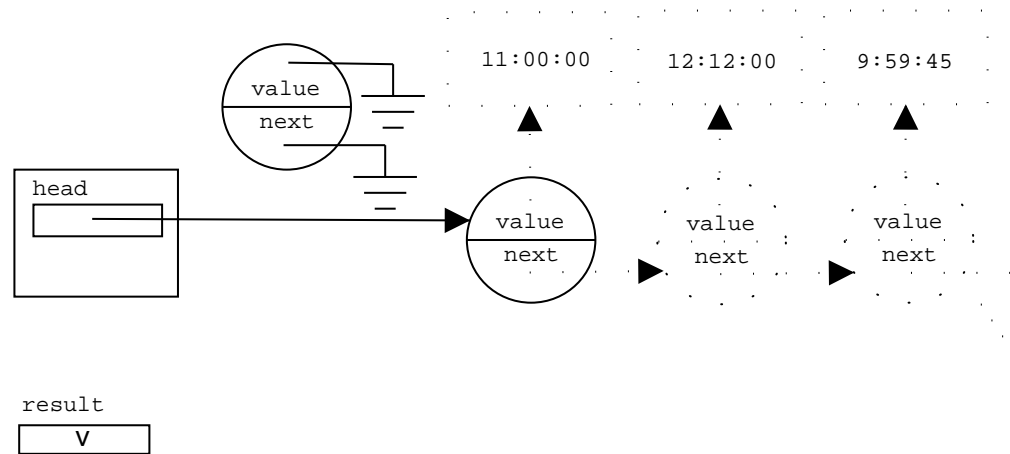 11:00:00
12:12:00
9:59:45
value
next
head
value
next
value
next
value
next
result
V